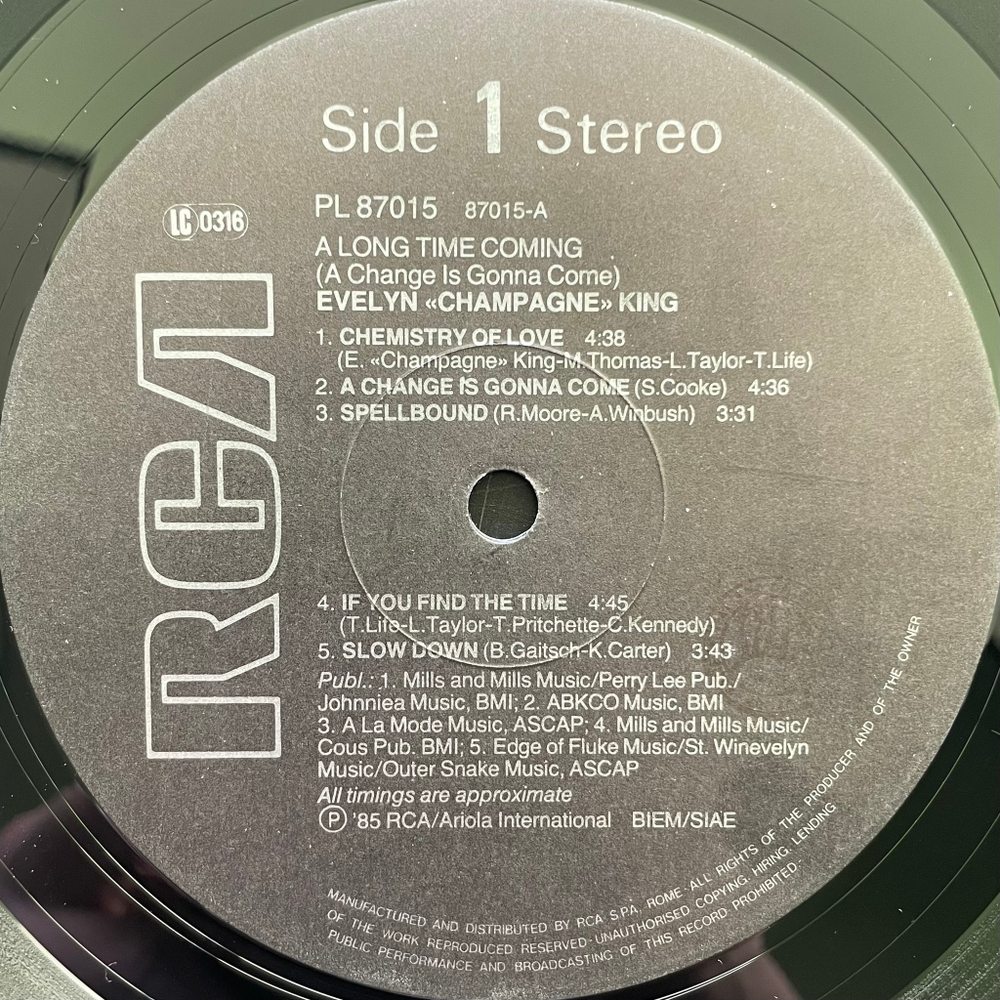 Side 1 Stereo
LC 0316
PL 87015 87015-A
A LONG TIME COMING
(A Change Is Gonna Come)
EVELYN «CHAMPAGNE» KING
1. CHEMISTRY OF LOVE 4:38
(E. «Champagne» King-M.Thomas-L.Taylor-T.Life)
2. A CHANGE IS GONNA COME (S.Cooke) 4:36
3. SPELLBOUND (R.Moore-A.Winbush) 3:31
RCA
4. IF YOU FIND THE TIME 4:45
(T.Life-L.Taylor-T.Pritchette-C.Kennedy)
5. SLOW DOWN (B.Gaitsch-K.Carter) 3:43
Publ.: 1. Mills and Mills Music/Perry Lee Pub./
Johnniea Music, BMI; 2. ABKCO Music, BMI
3. A La Mode Music, ASCAP; 4. Mills and Mills Music/
Cous Pub. BMI; 5. Edge of Fluke Music/St. Winevelyn
Music/Outer Snake Music, ASCAP
All timings are approximate
Ⓟ '85 RCA/Ariola International BIEM/SIAE
MANUFACTURED AND DISTRIBUTED BY RCA S.P.A. ROME - ALL RIGHTS OF THE PRODUCER AND OF THE OWNER
OF THE WORK REPRODUCED RESERVED - UNAUTHORISED COPYING, HIRING, LENDING
PUBLIC PERFORMANCE AND BROADCASTING OF THIS RECORD PROHIBITED.